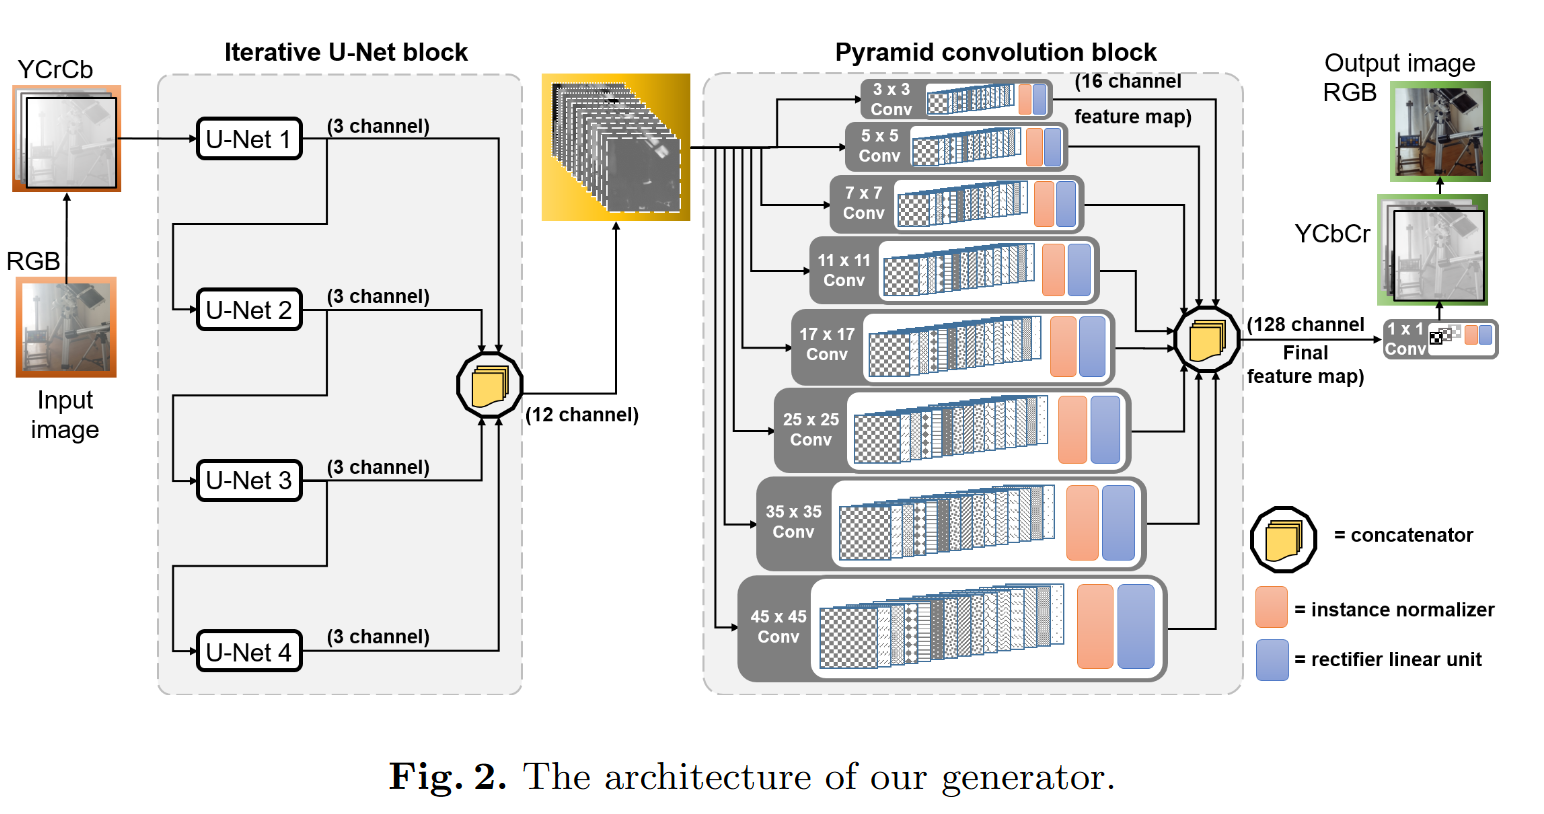 Iterative U-Net block
Pyramid convolution block
YCrCb
RGB
Input
image
U-Net 1
(3 channel)
U-Net 2
(3 channel)
U-Net 3
(3 channel)
U-Net 4
(3 channel)
(12 channel)
3 x 3
Conv
(16 channel
feature map)
5 x 5
Conv
7 x 7
Conv
11 x 11
Conv
17 x 17
Conv
25 x 25
Conv
35 x 35
Conv
45 x 45
Conv
(128 channel
Final
feature map)
Output image
RGB
YCbCr
1 x 1
Conv
= concatenator
= instance normalizer
= rectifier linear unit
Fig. 2. The architecture of our generator.